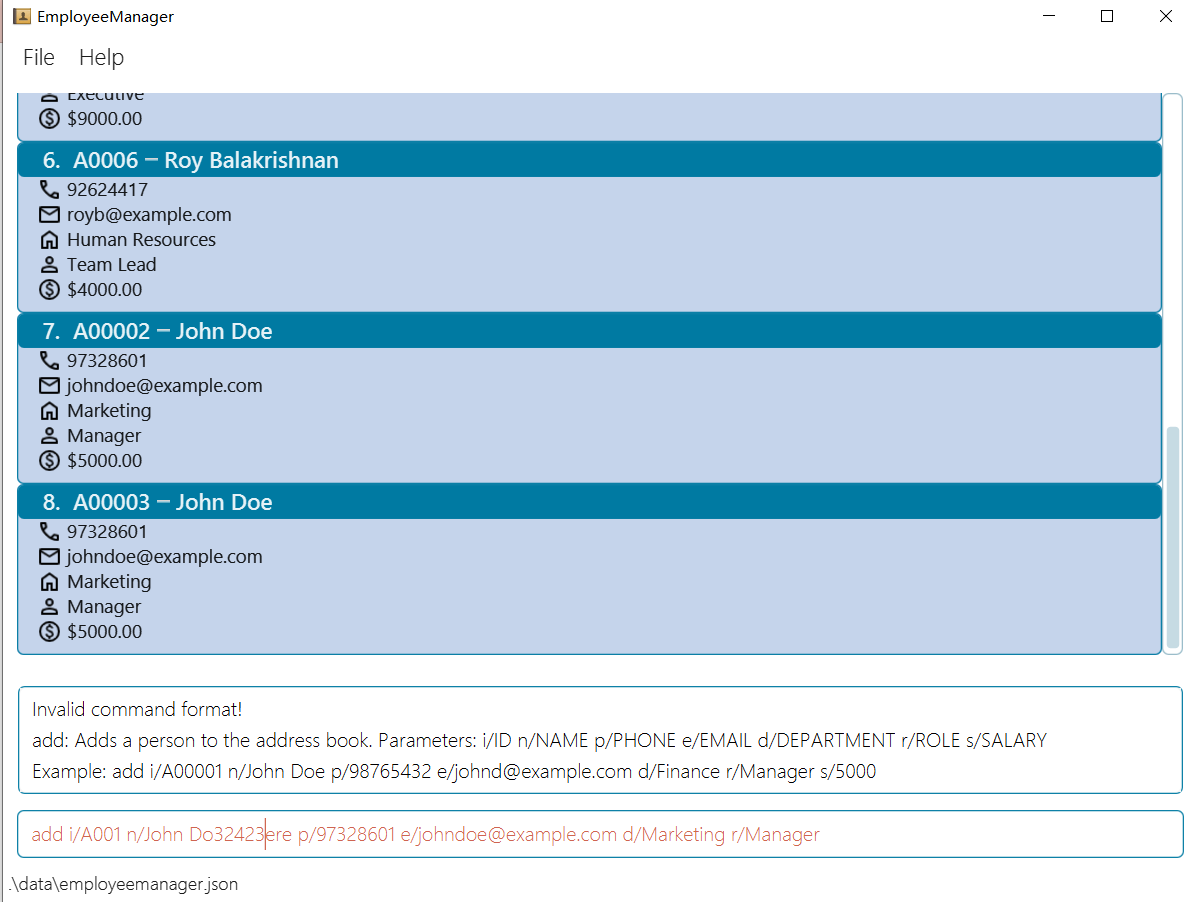 EmployeeManager
File Help
Executive
$9000.00
6. A0006 – Roy Balakrishnan
92624417
royb@example.com
Human Resources
Team Lead
$4000.00
7. A00002 – John Doe
97328601
johndoe@example.com
Marketing
Manager
$5000.00
8. A00003 – John Doe
97328601
johndoe@example.com
Marketing
Manager
$5000.00
Invalid command format!
add: Adds a person to the address book. Parameters: i/ID n/NAME p/PHONE e/EMAIL d/DEPARTMENT r/ROLE s/SALARY
Example: add i/A00001 n/John Doe p/98765432 e/johnd@example.com d/Finance r/Manager s/5000
add i/A001 n/John Do32423ere p/97328601 e/johndoe@example.com d/Marketing r/Manager
.\data\employeemanager.json